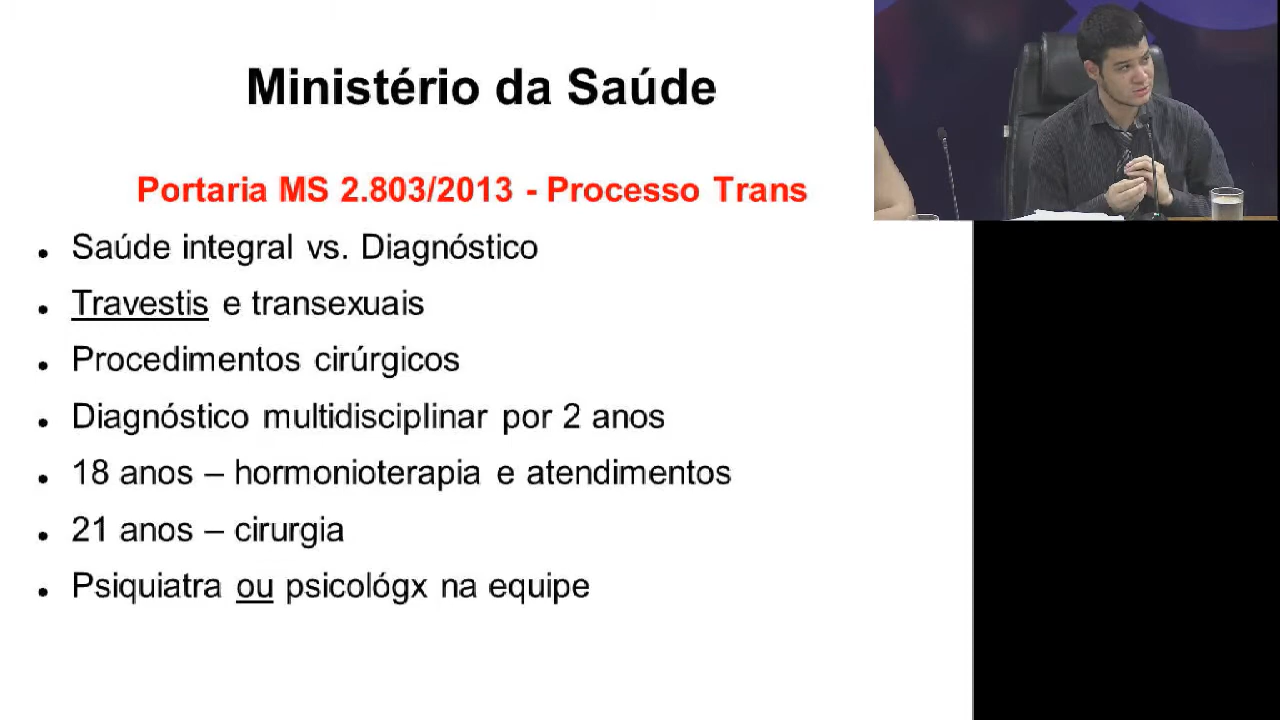 Ministério da Saúde
Portaria MS 2.803/2013 - Processo Trans
• Saúde integral vs. Diagnóstico
• Travestis e transexuais
• Procedimentos cirúrgicos
• Diagnóstico multidisciplinar por 2 anos
• 18 anos – hormonioterapia e atendimentos
• 21 anos – cirurgia
• Psiquiatra ou psicológx na equipe